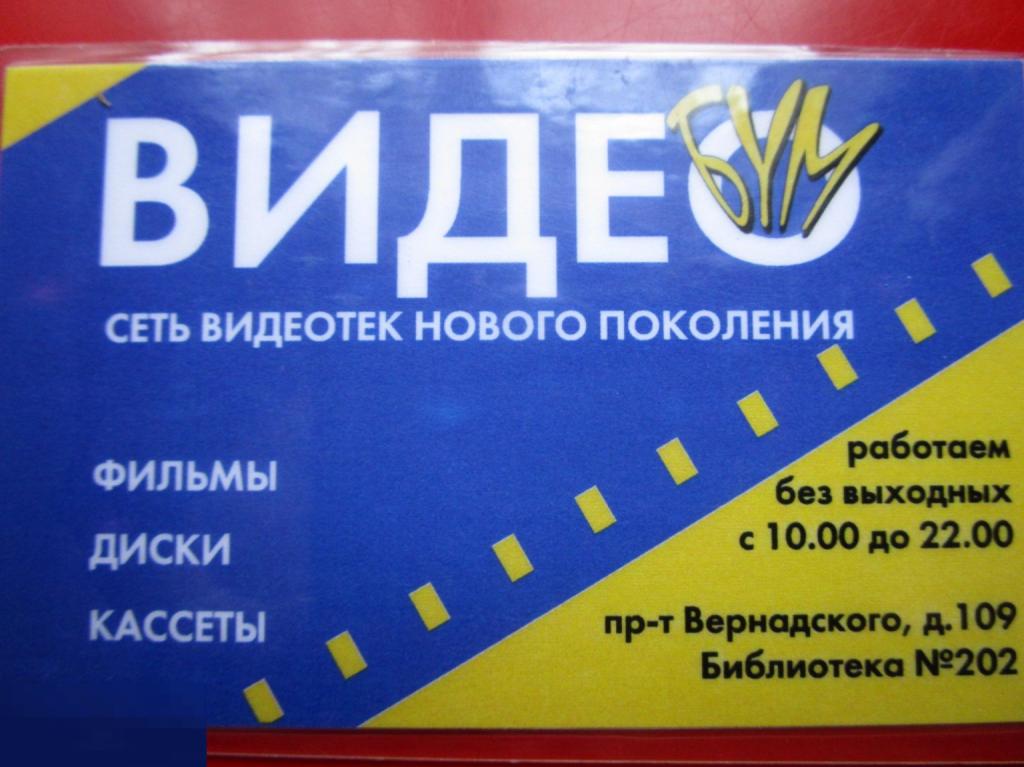 ВИДЕО БУМ
СЕТЬ ВИДЕОТЕК НОВОГО ПОКОЛЕНИЯ
ФИЛЬМЫ
ДИСКИ
КАССЕТЫ
работаем
без выходных
с 10.00 до 22.00
пр-т Вернадского, д.109
Библиотека №202